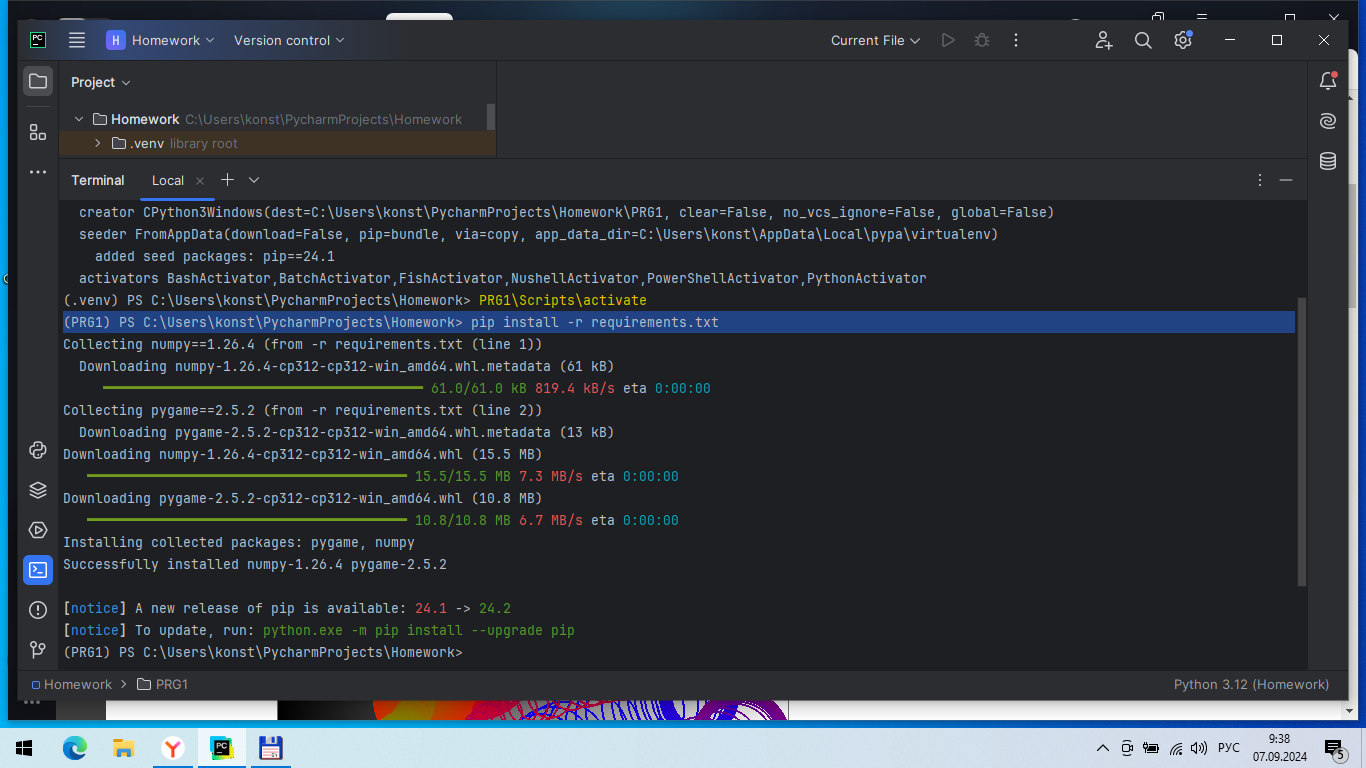 PC
H Homework Version control Current File
Project
Homework C:\Users\konst\PycharmProjects\Homework
.venv library root
Terminal Local
creator CPython3Windows(dest=C:\Users\konst\PycharmProjects\Homework\PRG1, clear=False, no_vcs_ignore=False, global=False)
seeder FromAppData(download=False, pip=bundle, via=copy, app_data_dir=C:\Users\konst\AppData\Local\pypa\virtualenv)
added seed packages: pip==24.1
activators BashActivator,BatchActivator,FishActivator,NushellActivator,PowerShellActivator,PythonActivator
(.venv) PS C:\Users\konst\PycharmProjects\Homework> PRG1\Scripts\activate
(PRG1) PS C:\Users\konst\PycharmProjects\Homework> pip install -r requirements.txt
Collecting numpy==1.26.4 (from -r requirements.txt (line 1))
Downloading numpy-1.26.4-cp312-cp312-win_amd64.whl.metadata (61 kB)
61.0/61.0 kB 819.4 kB/s eta 0:00:00
Collecting pygame==2.5.2 (from -r requirements.txt (line 2))
Downloading pygame-2.5.2-cp312-cp312-win_amd64.whl.metadata (13 kB)
Downloading numpy-1.26.4-cp312-cp312-win_amd64.whl (15.5 MB)
15.5/15.5 MB 7.3 MB/s eta 0:00:00
Downloading pygame-2.5.2-cp312-cp312-win_amd64.whl (10.8 MB)
10.8/10.8 MB 6.7 MB/s eta 0:00:00
Installing collected packages: pygame, numpy
Successfully installed numpy-1.26.4 pygame-2.5.2
[notice] A new release of pip is available: 24.1 -> 24.2
[notice] To update, run: python.exe -m pip install --upgrade pip
(PRG1) PS C:\Users\konst\PycharmProjects\Homework>
Homework > PRG1 Python 3.12 (Homework)
Y PC РУС 9:38
07.09.2024 5